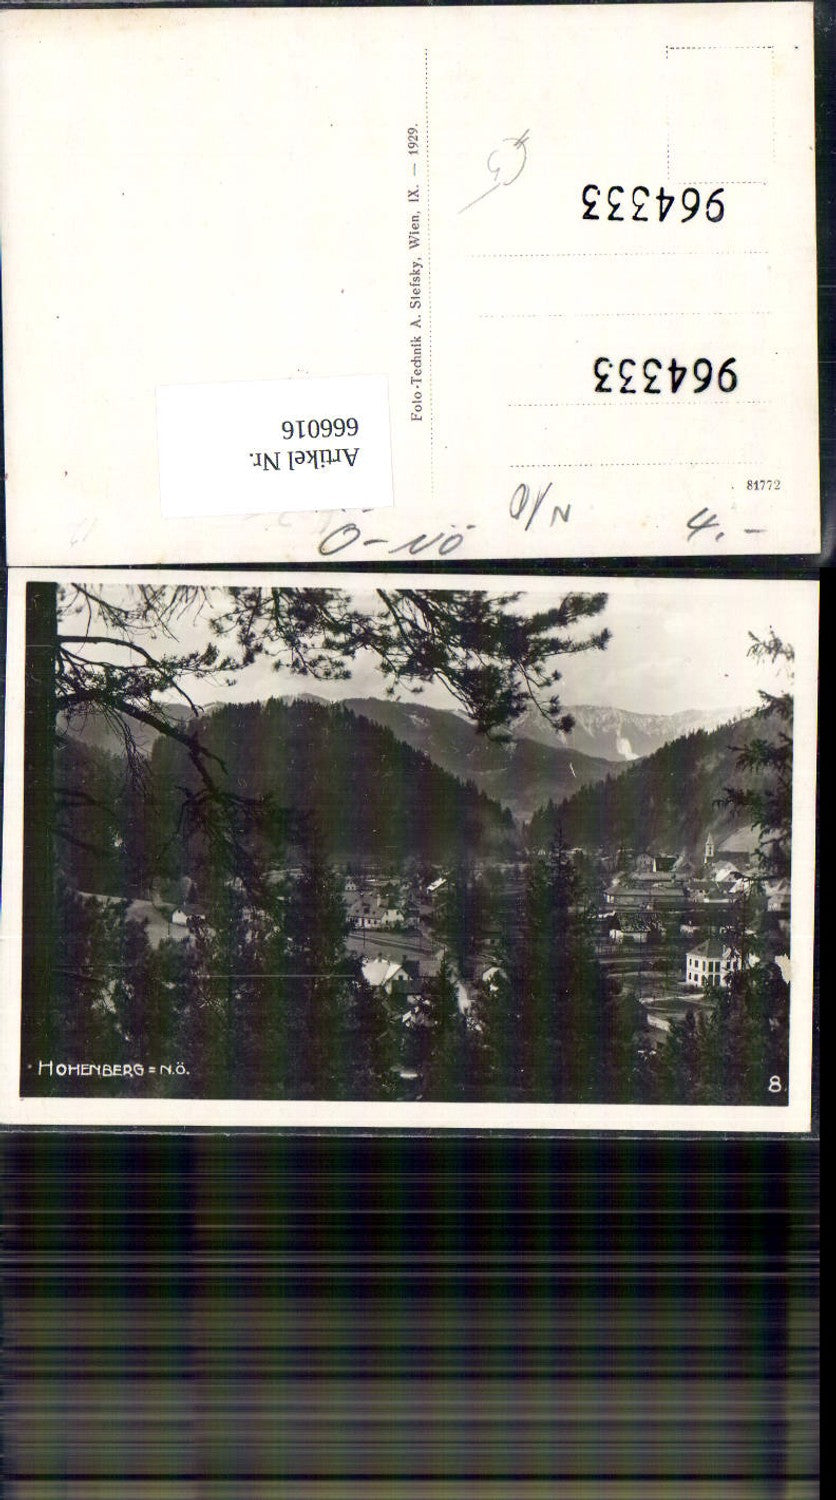 Foto-Technik A. Stefsky, Wien, IX. — 1929.
964333
964333
Artikel Nr.
666016
81772
Ö-NÖ
4.-
HOHENBERG = N.Ö.
8